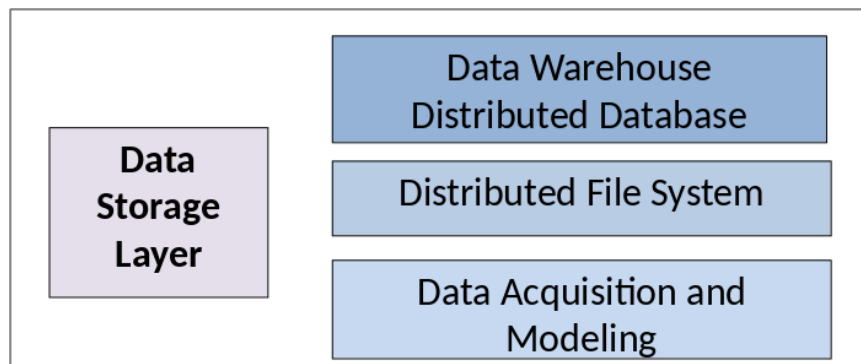 Data
Storage
Layer
Data Warehouse
Distributed Database
Distributed File System
Data Acquisition and
Modeling